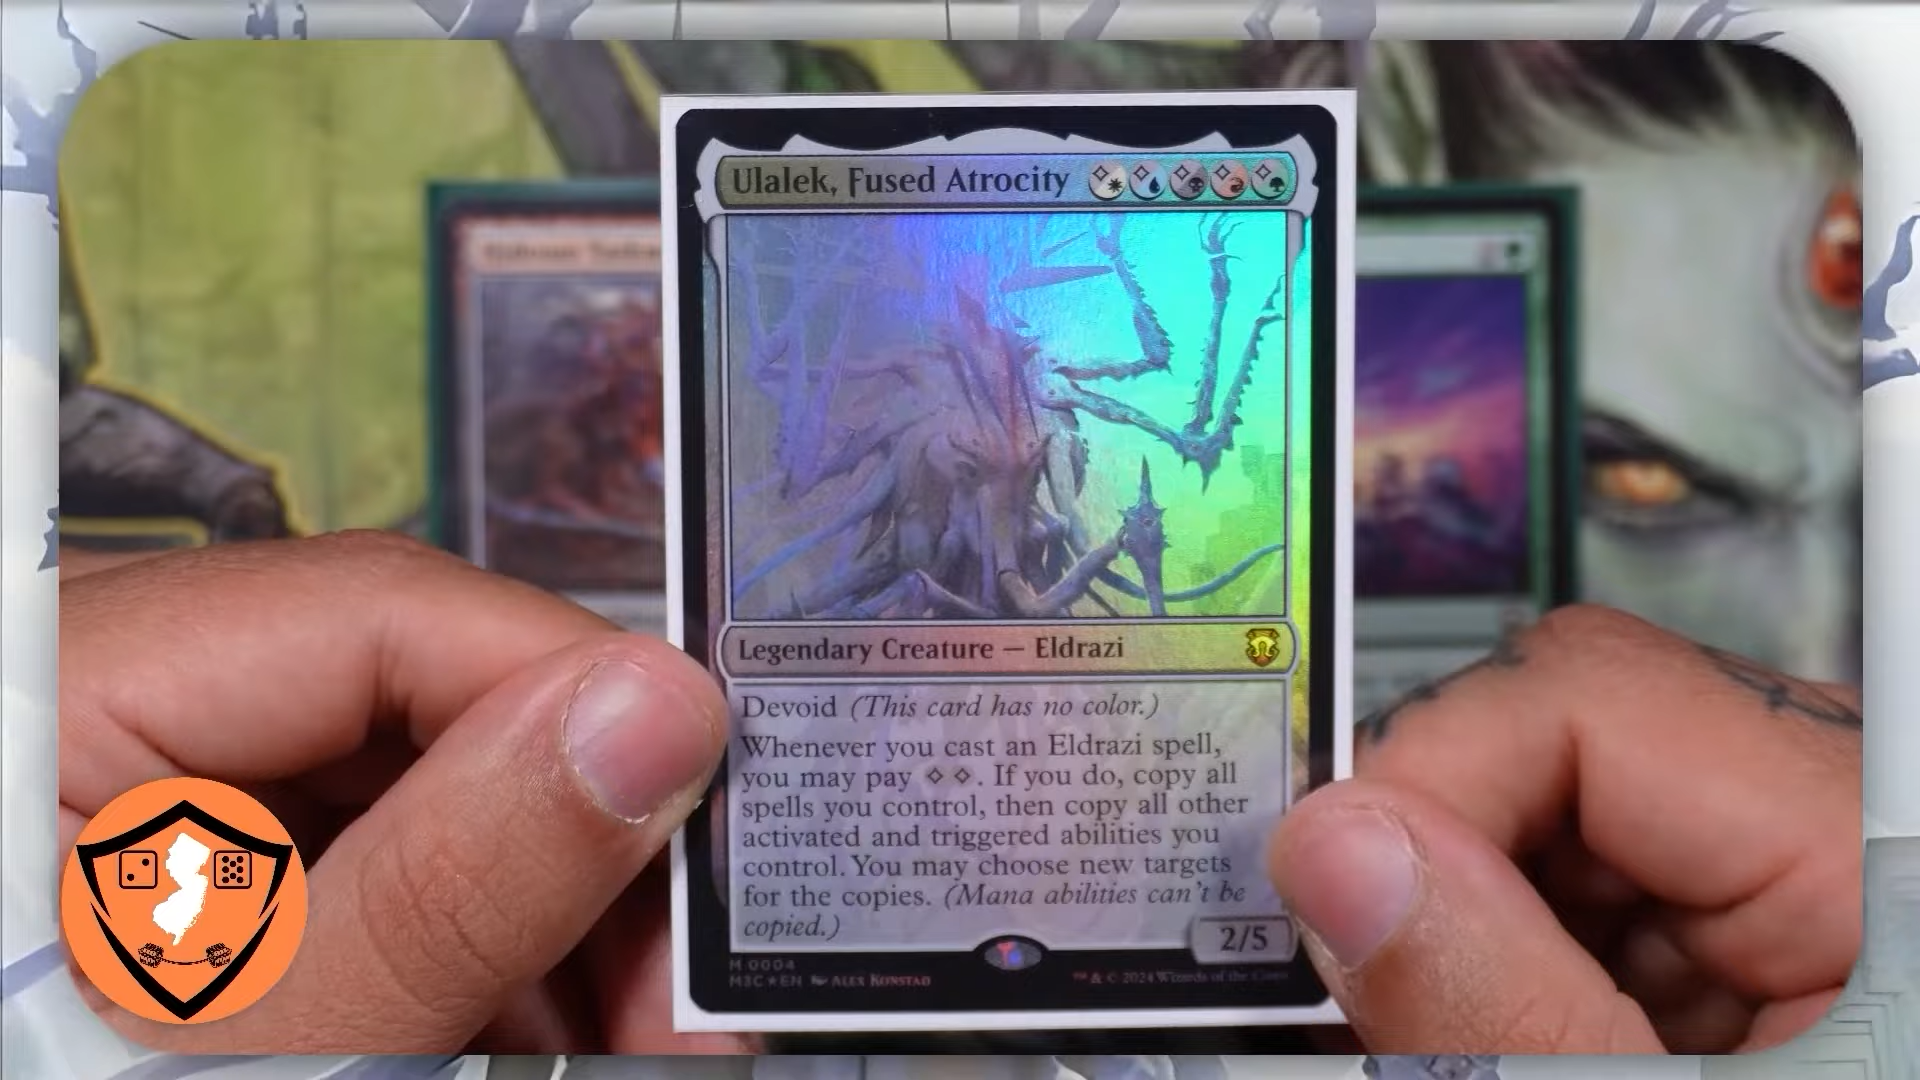 Ulalek, Fused Atrocity
Legendary Creature — Eldrazi
Devoid (This card has no color.)
Whenever you cast an Eldrazi spell,
you may pay ◇◇. If you do, copy all
spells you control, then copy all other
activated and triggered abilities you
control. You may choose new targets
for the copies. (Mana abilities can't be
copied.)
2/5
M 0004
M3C★EN ALEX KONSTAD
™ & © 2024 Wizards of the Coast